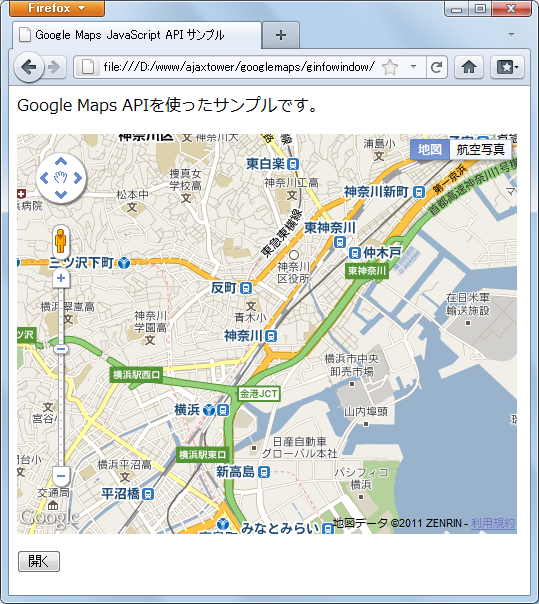 Firefox
Google Maps JavaScript API サンプル
file:///D:/www/ajaxtower/googlemaps/ginfowindow/
Google Maps APIを使ったサンプルです。
神奈川区
神奈川大
浦島小
地図
航空写真
東白楽
捜真女
学校高
神奈川工高
神奈川新町
第一京浜
首都高速神奈川1号横
松本中
浜病院
東急東横線
東神奈川
仲木戸
三ツ沢下町
神奈川
区役所
東神奈川
反町
在日米軍
輸送施設
横浜翠嵐高
神奈川
学園高
青木小
神奈川
ツ沢
横浜駅西口
横浜市中央
卸売市場
金港JCT
宮谷小
横浜
山内埠頭
日産自動車
グローバル本社
横浜駅東口
岡台小
横浜平沼高
新高島
パシフィコ
横浜
交通局
平沼橋
Google
みなとみらい
地図データ ©2011 ZENRIN - 利用規約
開く